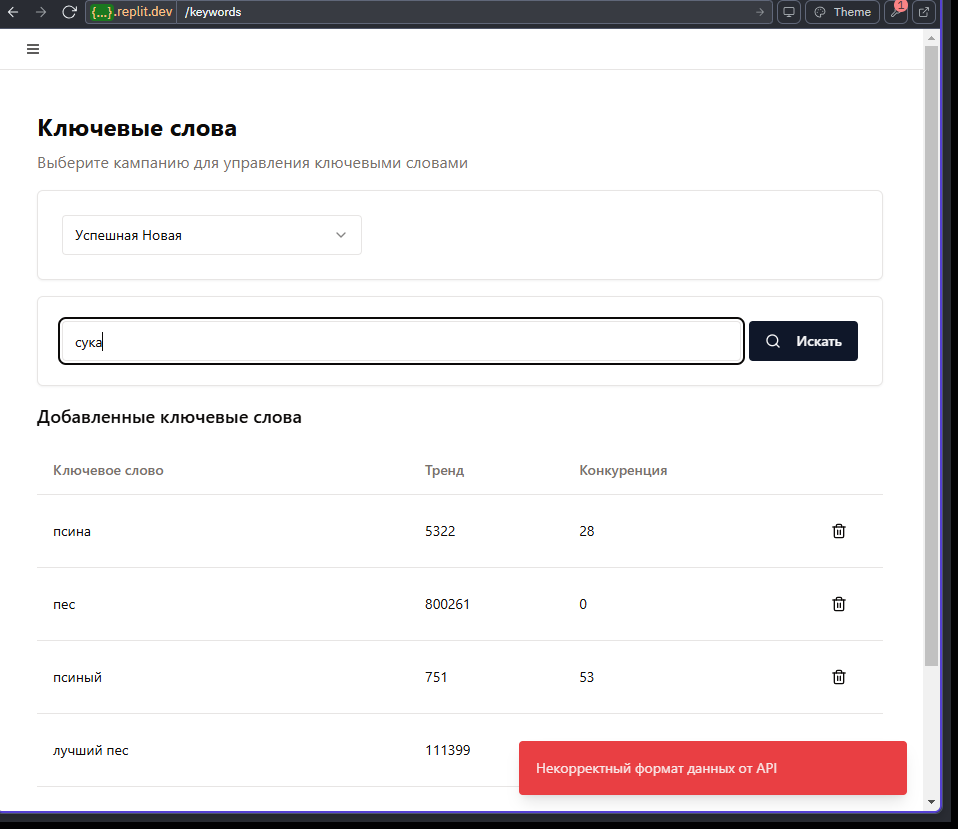 {...}.replit.dev /keywords Theme 1
Ключевые слова
Выберите кампанию для управления ключевыми словами
Успешная Новая
сука Искать
Добавленные ключевые слова
Ключевое слово Тренд Конкуренция
псина 5322 28
пес 800261 0
псиный 751 53
лучший пес 111399
Некорректный формат данных от API